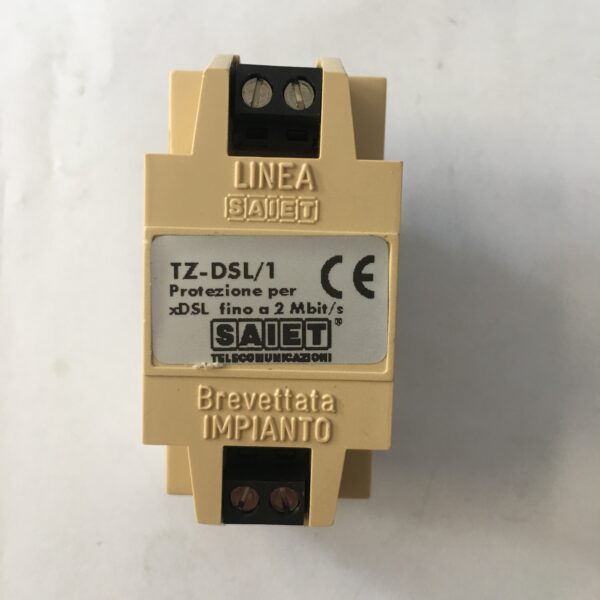 LINEA
SAIET
TZ-DSL/1
CE
Protezione per
xDSL fino a 2 Mbit/s
SAIET®
TELECOMUNICAZIONI
Brevettata
IMPIANTO